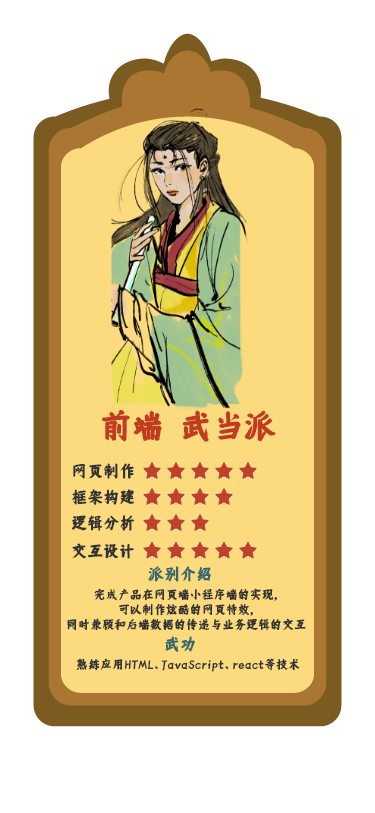 前端 武当派
网页制作 ★★★★★
框架构建 ★★★★
逻辑分析 ★★★
交互设计 ★★★★★
派别介绍
完成产品在网页端小程序端的实现，
可以制作炫酷的网页特效，
同时兼顾和后端数据的传递与业务逻辑的交互
武功
熟练应用HTML、JavaScript、react等技术